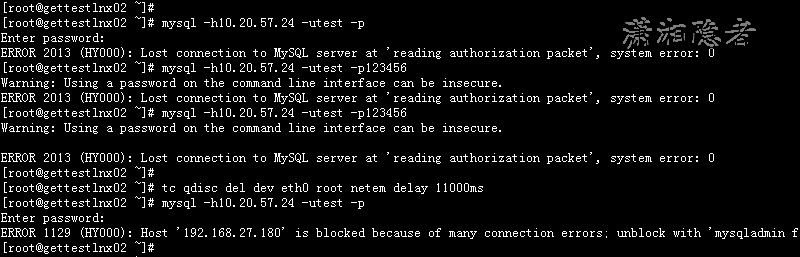 [root@gettestlnx02 ~]#
[root@gettestlnx02 ~]# mysql -h10.20.57.24 -utest -p
Enter password:
ERROR 2013 (HY000): Lost connection to MySQL server at 'reading authorization packet', system error: 0
[root@gettestlnx02 ~]# mysql -h10.20.57.24 -utest -p123456
Warning: Using a password on the command line interface can be insecure.
ERROR 2013 (HY000): Lost connection to MySQL server at 'reading authorization packet', system error: 0
[root@gettestlnx02 ~]# mysql -h10.20.57.24 -utest -p123456
Warning: Using a password on the command line interface can be insecure.
ERROR 2013 (HY000): Lost connection to MySQL server at 'reading authorization packet', system error: 0
[root@gettestlnx02 ~]#
[root@gettestlnx02 ~]# tc qdisc del dev eth0 root netem delay 11000ms
[root@gettestlnx02 ~]# mysql -h10.20.57.24 -utest -p
Enter password:
ERROR 1129 (HY000): Host '192.168.27.180' is blocked because of many connection errors; unblock with 'mysqladmin f
[root@gettestlnx02 ~]#
潇湘隐者